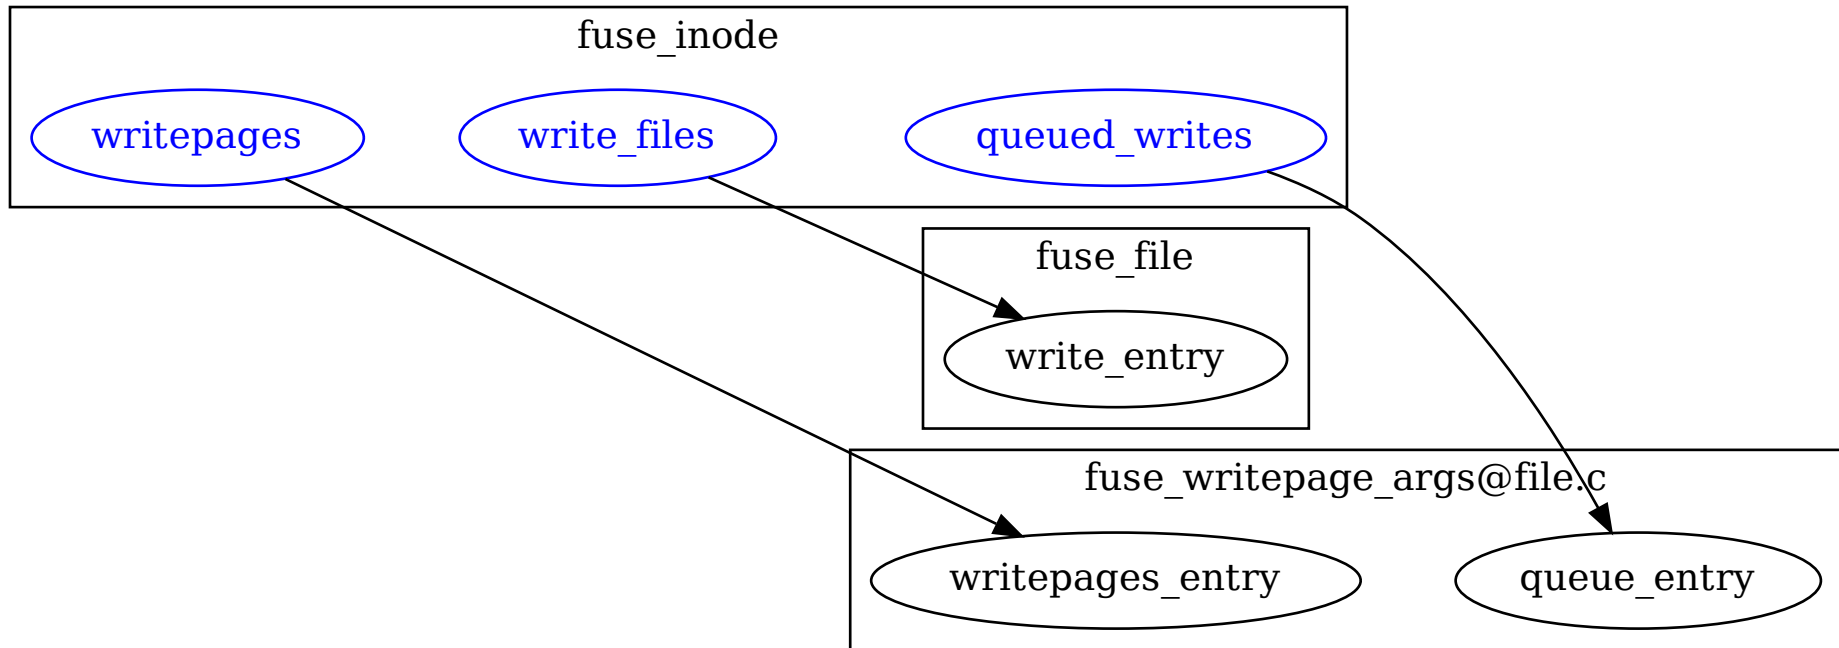 fuse_inode
writepages
write_files
queued_writes
fuse_file
write_entry
fuse_writepage_args@file.c
writepages_entry
queue_entry